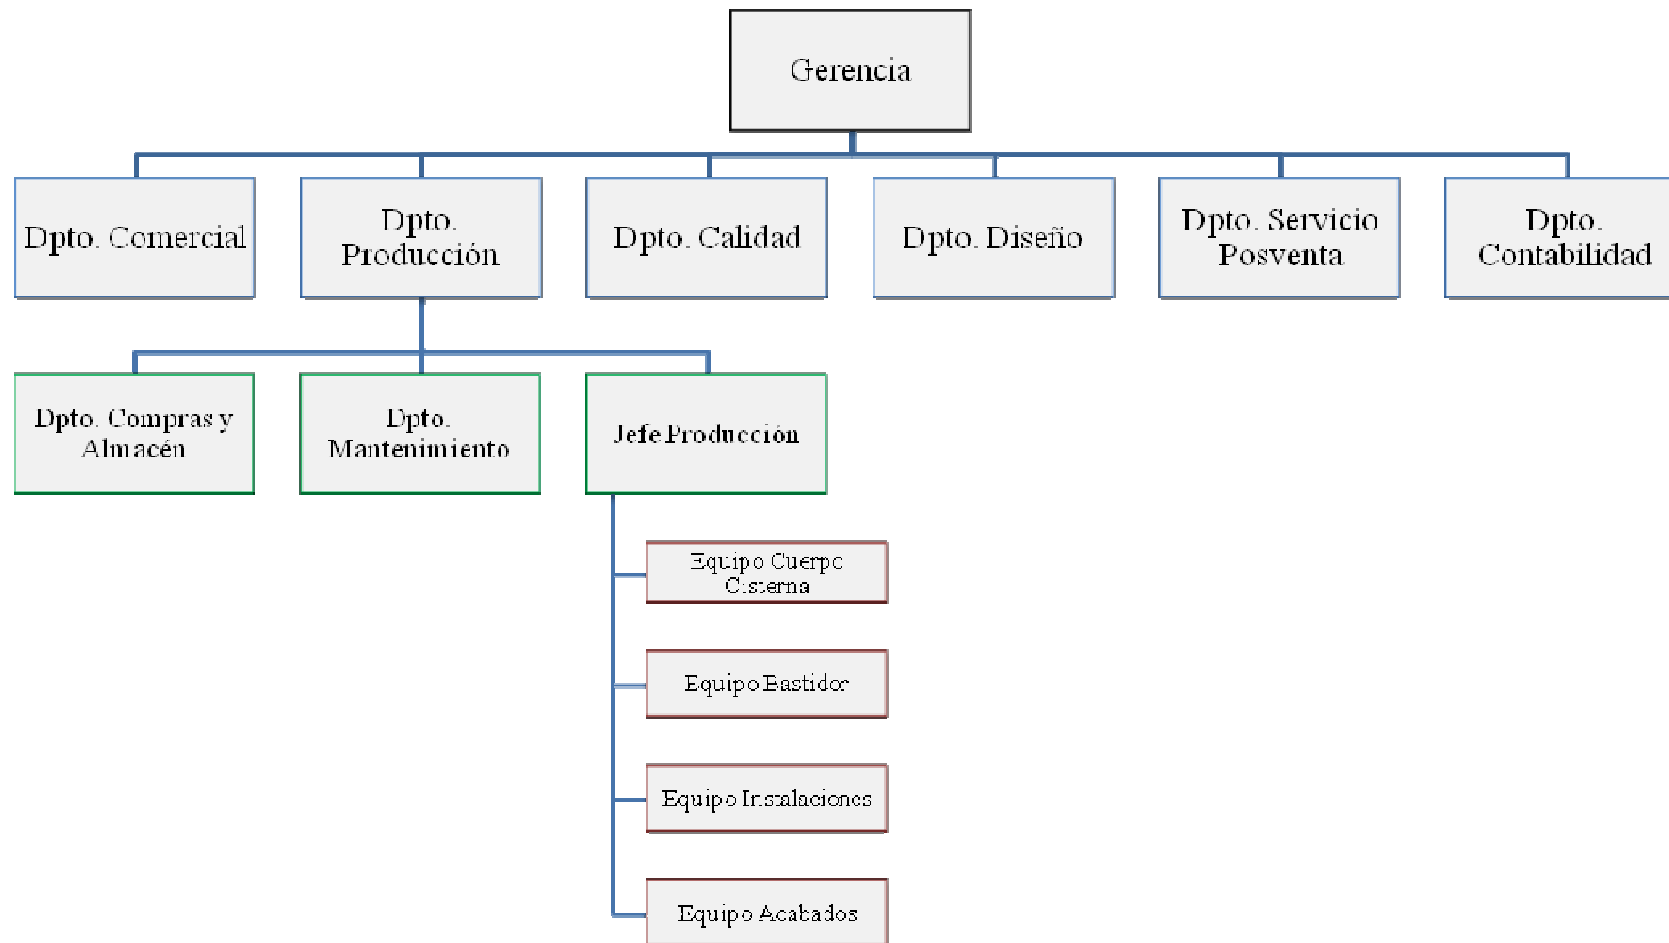 Gerencia
Dpto. Comercial
Dpto.
Producción
Dpto. Calidad
Dpto. Diseño
Dpto. Servicio
Posventa
Dpto.
Contabilidad
Dpto. Compras y
Almacén
Dpto.
Mantenimiento
Jefe Producción
Equipo Cuerpo
Cisterna
Equipo Bastidor
Equipo Instalaciones
Equipo Acabados